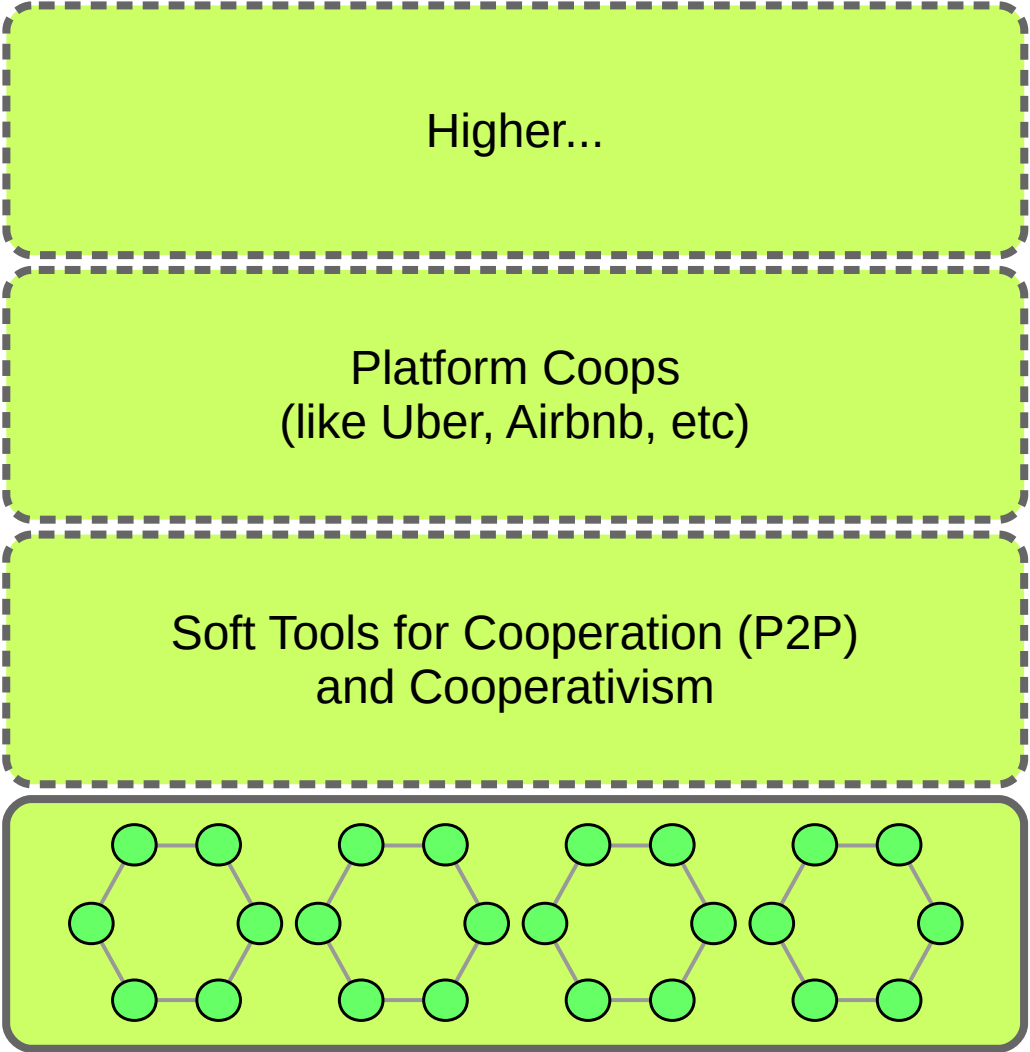 Higher...
Platform Coops
(like Uber, Airbnb, etc)
Soft Tools for Cooperation (P2P)
and Cooperativism